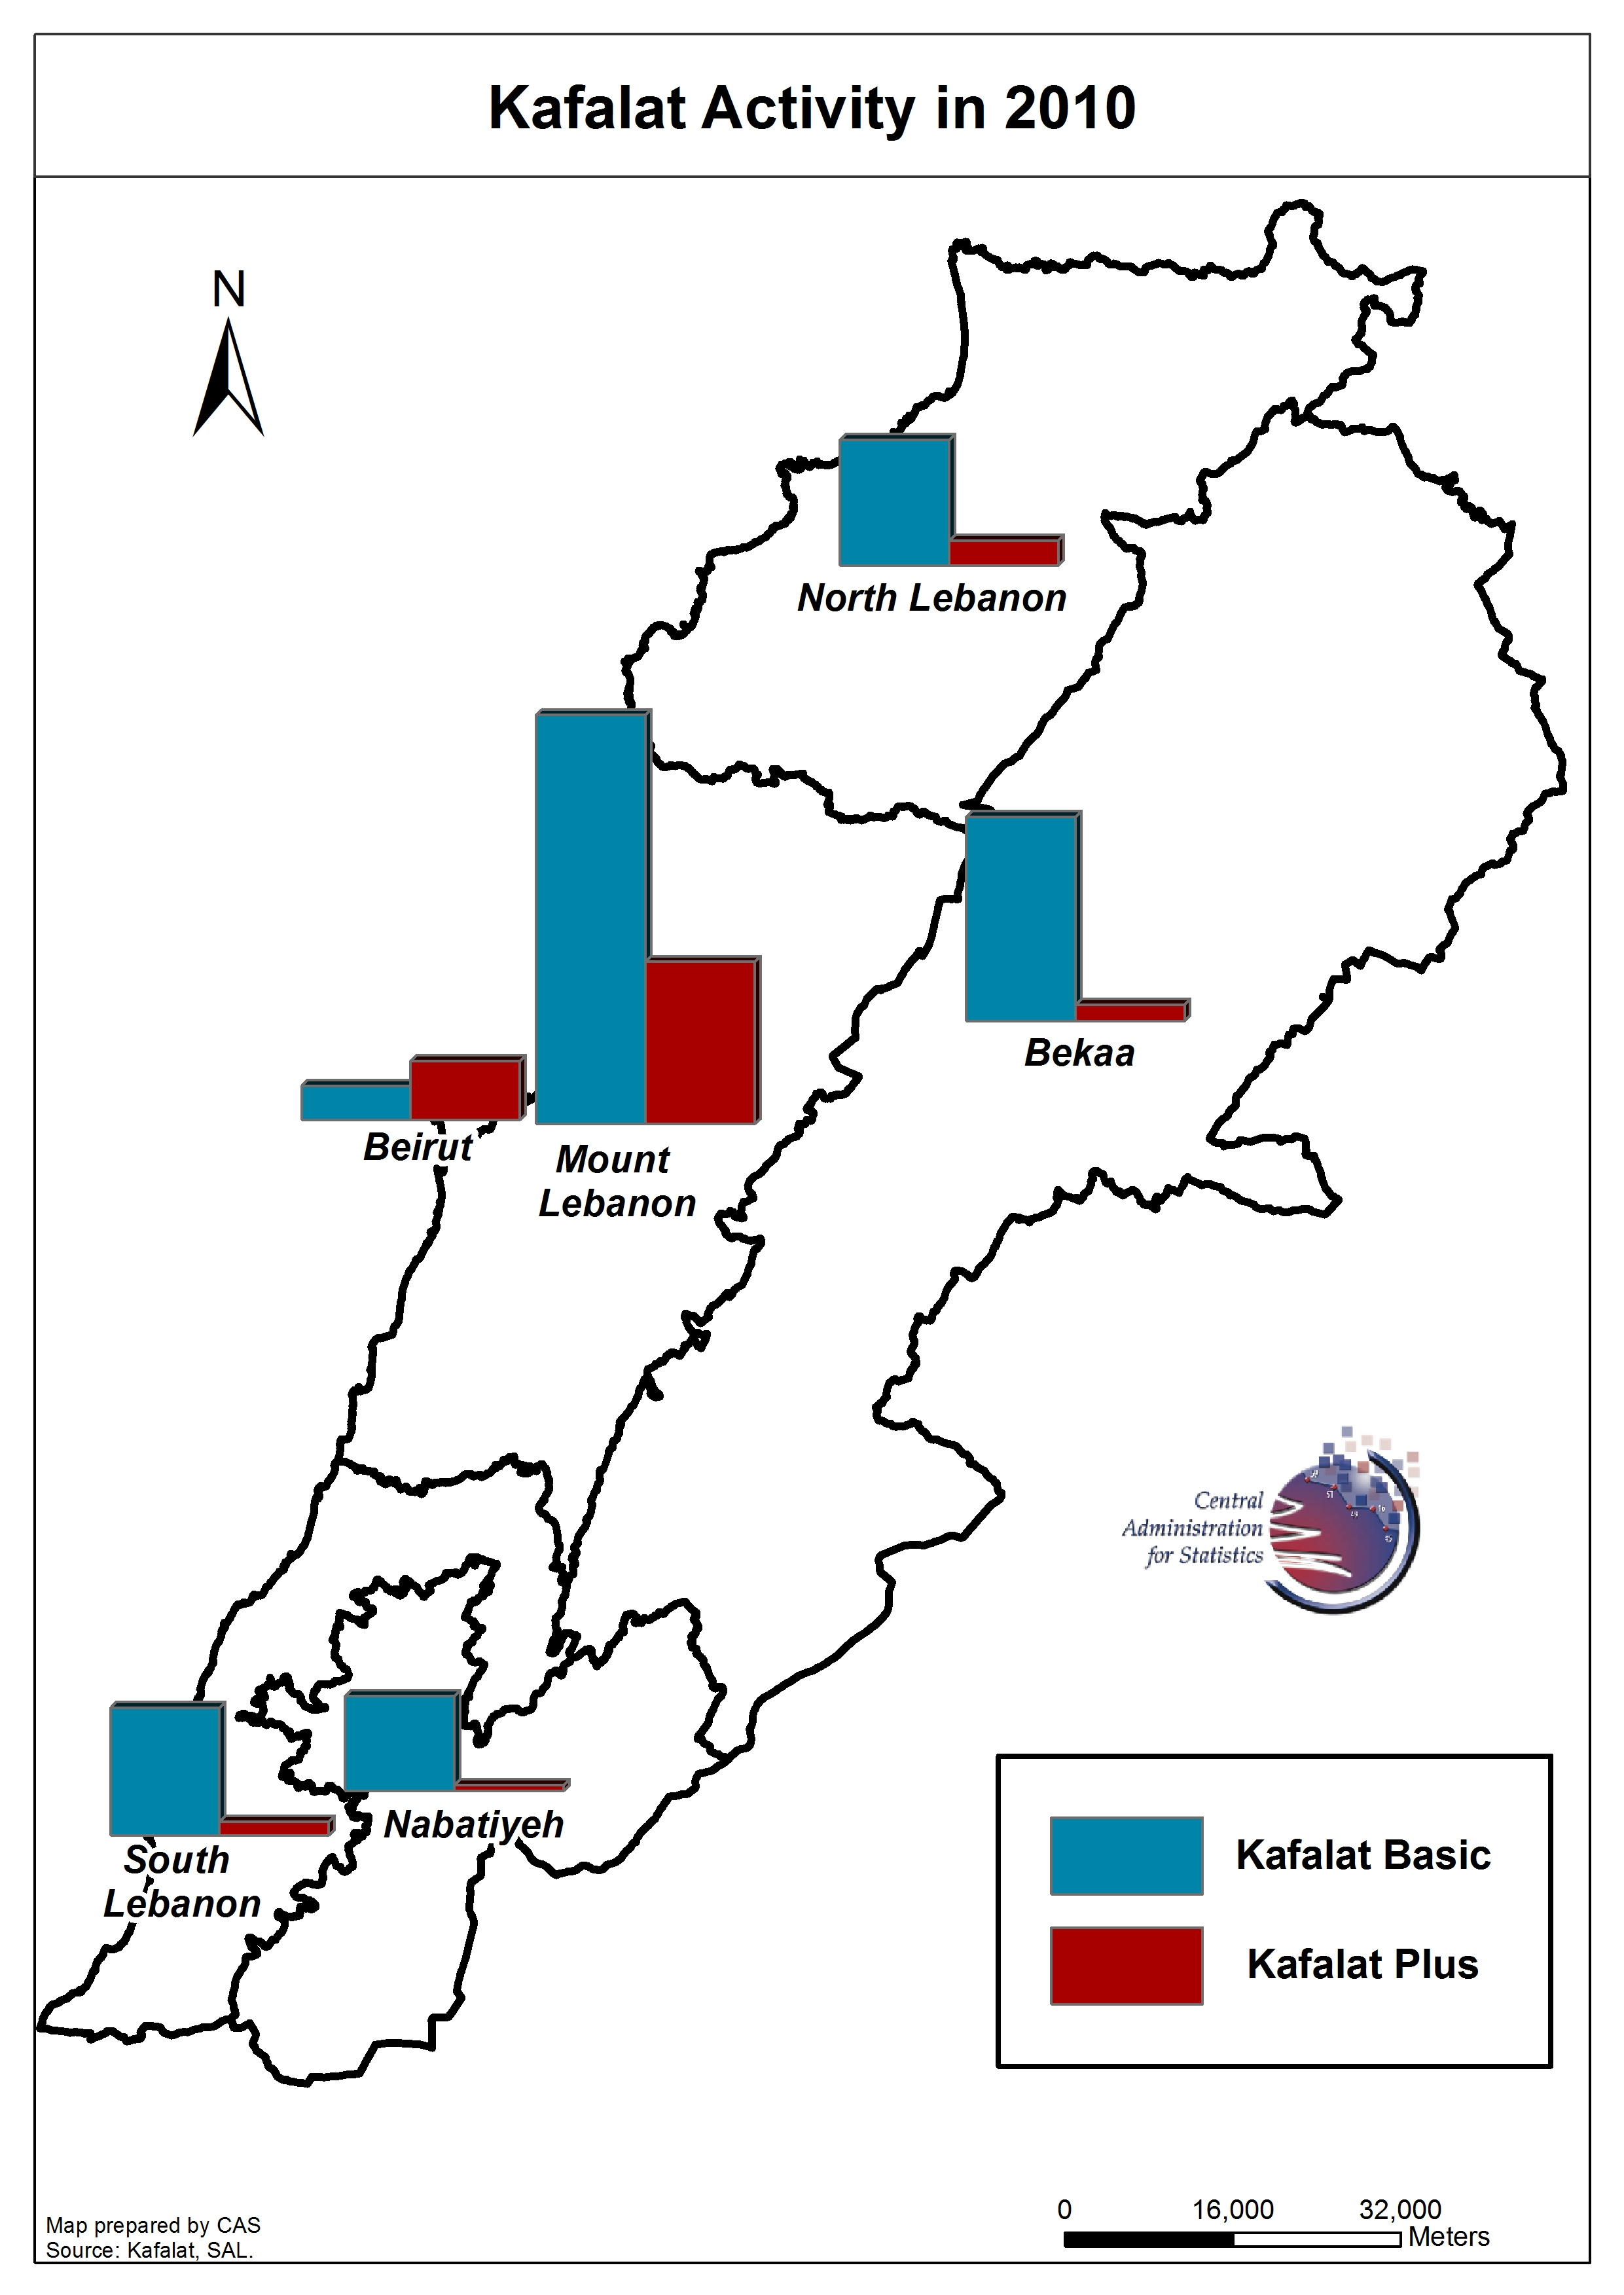 Kafalat Activity in 2010
N
North Lebanon
Bekaa
Beirut
Mount
Lebanon
Central
Administration
for Statistics
Nabatiyeh
South
Lebanon
Kafalat Basic
Kafalat Plus
0 16,000 32,000
Meters
Map prepared by CAS
Source: Kafalat, SAL.